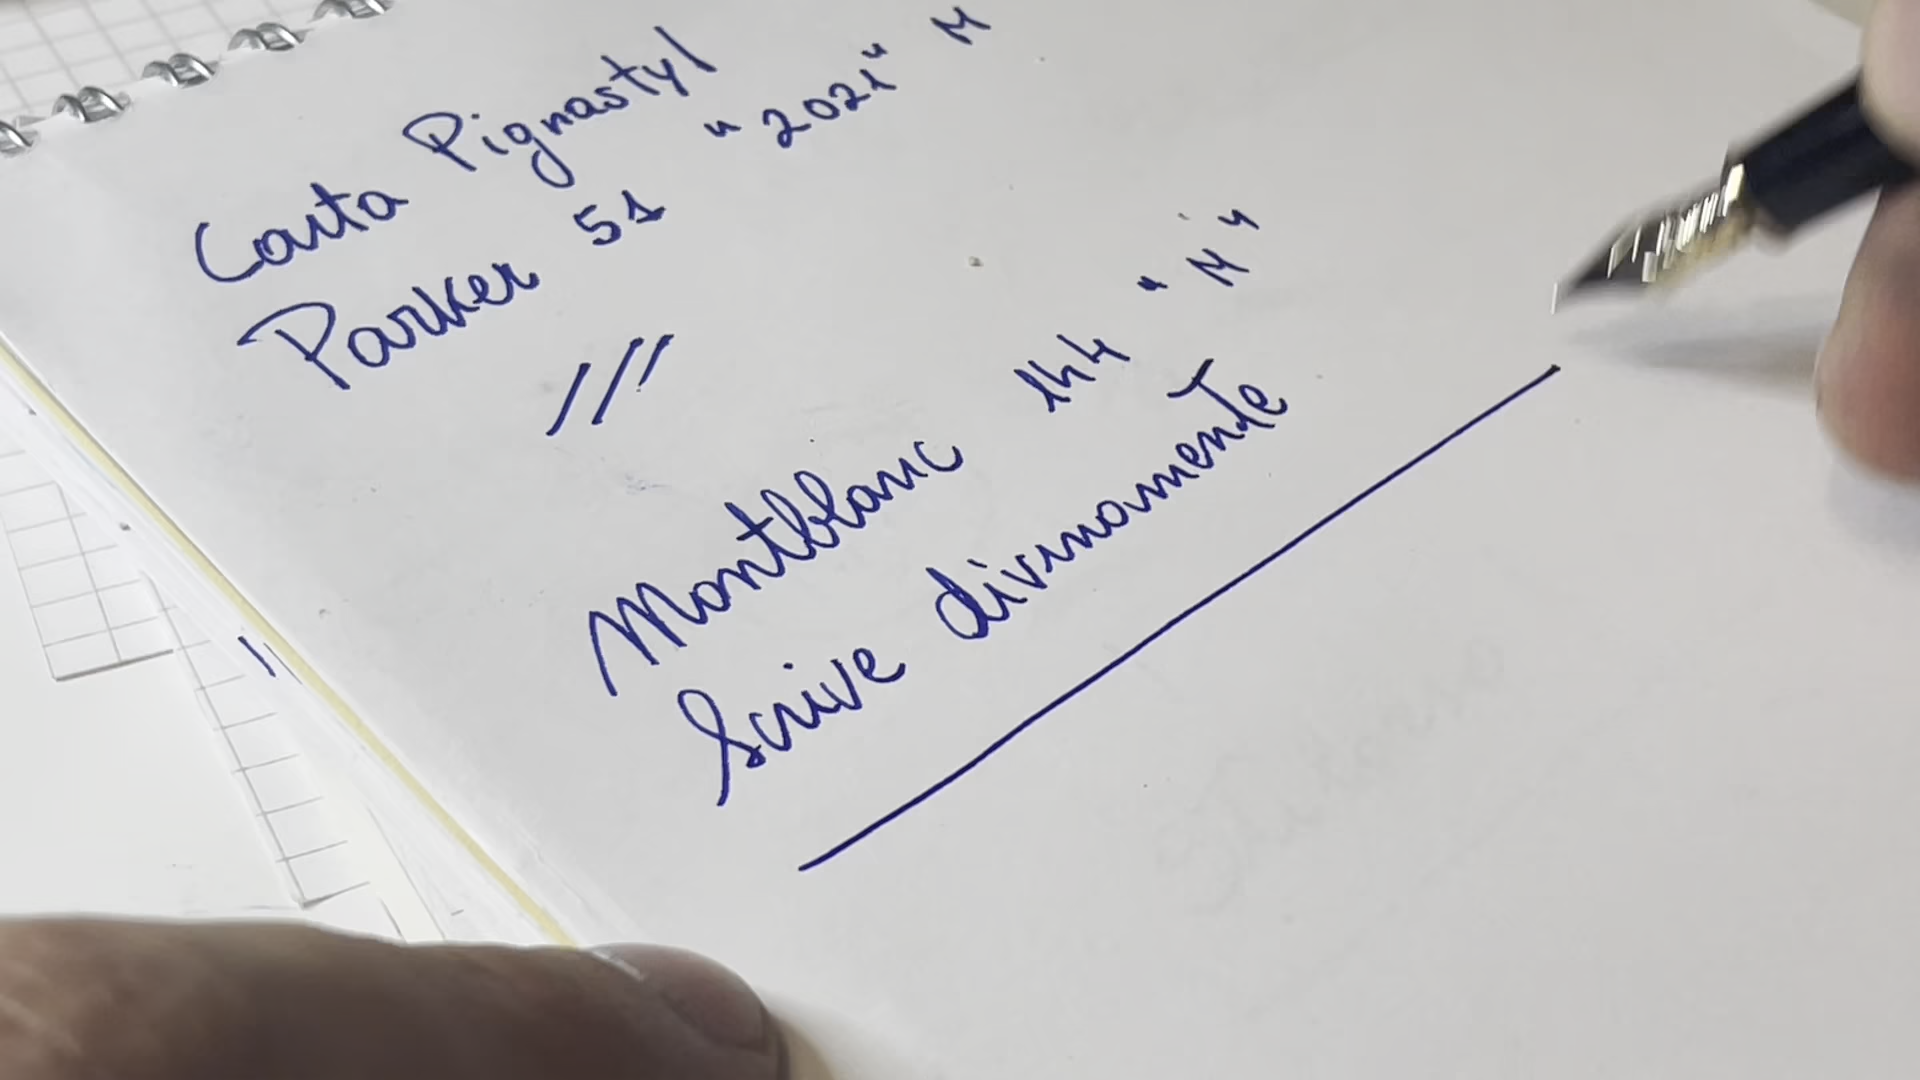 Carta Pignastyl
Parker 51 "2021" M
Montblanc 144 "M"
Scrive divinamente